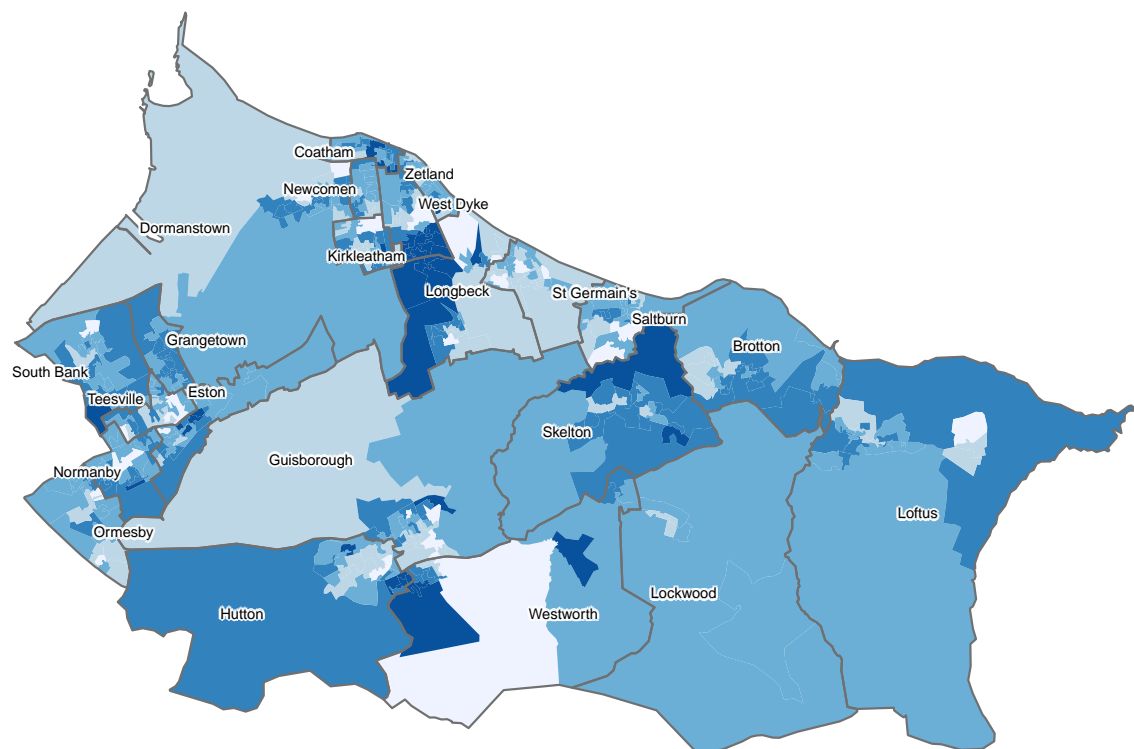 Coatham
Zetland
Newcomen
West Dyke
Dormanstown
Kirkleatham
Longbeck
St Germain's
Saltburn
Grangetown
Brotton
South Bank
Eston
Teesville
Skelton
Guisborough
Normanby
Loftus
Ormesby
Lockwood
Hutton
Westworth